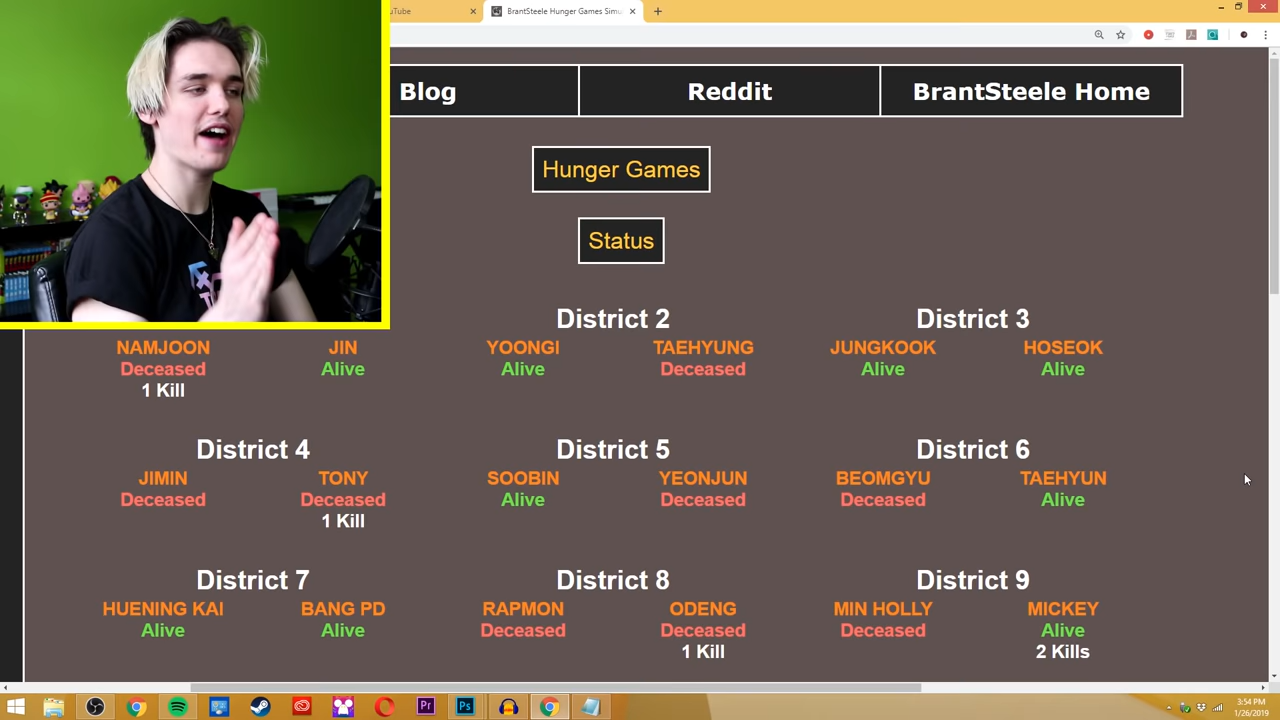 uTube
BrantSteele Hunger Games Simu
Blog
Reddit
BrantSteele Home
Hunger Games
Status
District 2
District 3
NAMJOON
JIN
YOONGI
TAEHYUNG
JUNGKOOK
HOSEOK
Deceased
Alive
Alive
Deceased
Alive
Alive
1 Kill
District 4
District 5
District 6
JIMIN
TONY
SOOBIN
YEONJUN
BEOMGYU
TAEHYUN
Deceased
Deceased
Alive
Deceased
Deceased
Alive
1 Kill
District 7
District 8
District 9
HUENING KAI
BANG PD
RAPMON
ODENG
MIN HOLLY
MICKEY
Alive
Alive
Deceased
Deceased
Deceased
Alive
1 Kill
2 Kills
Pr
Ps
3:54 PM
1/26/2019